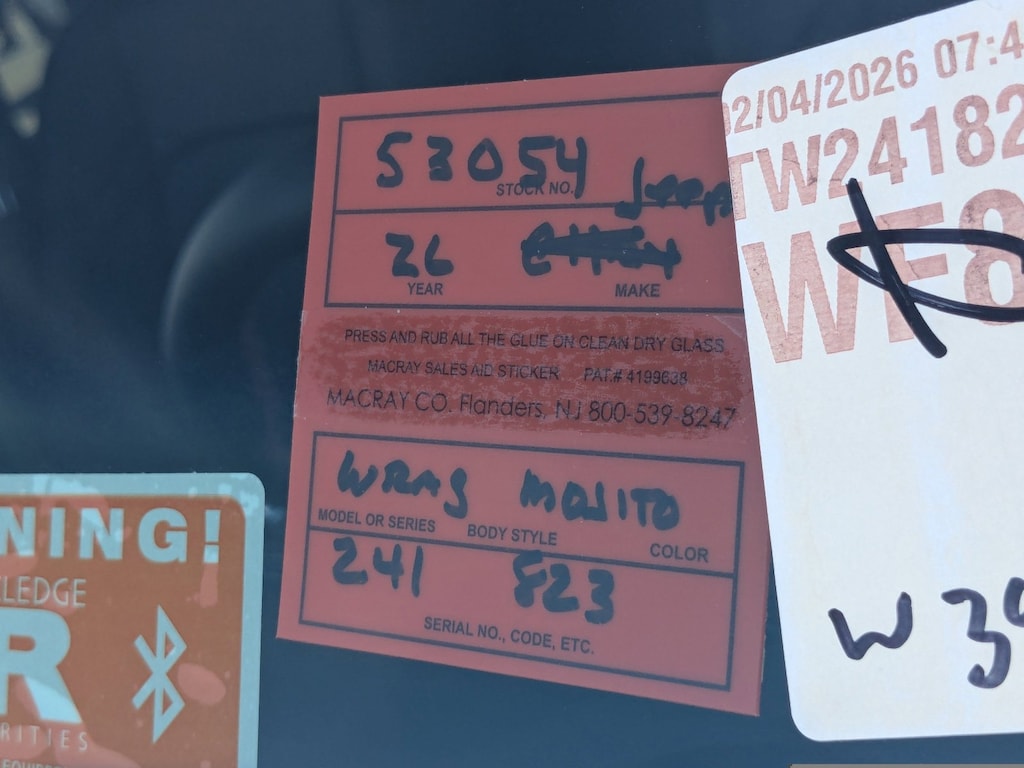 53054
STOCK NO.
Jeep
26
YEAR
MAKE
PRESS AND RUB ALL THE GLUE ON CLEAN DRY GLASS
MACRAY SALES AID STICKER PAT.# 4199638
MACRAY CO. Flanders, NJ 800-539-8247
WRNG MOJITO
MODEL OR SERIES BODY STYLE COLOR
241 823
SERIAL NO., CODE, ETC.
02/04/2026 07:4
TW24182
WF8
W 39
NING!
LEDGE
R
RITIES